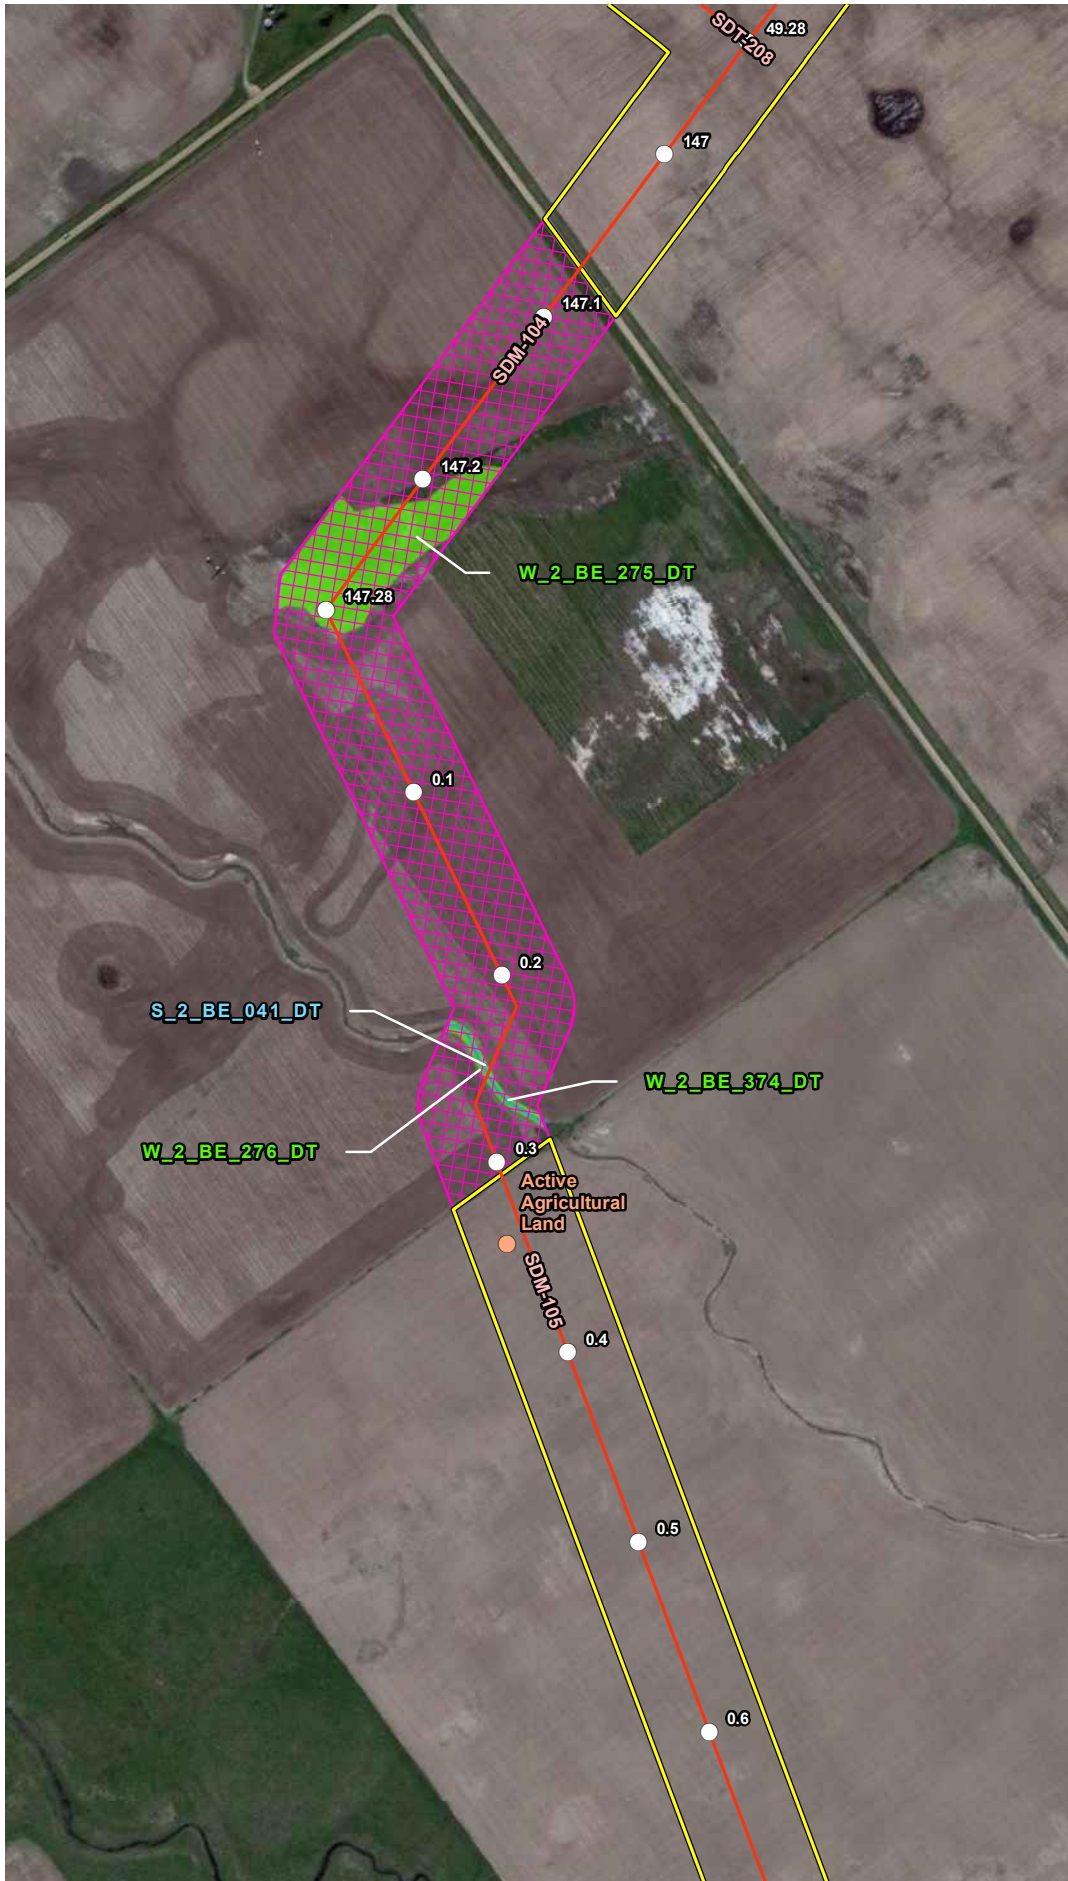 49.28
SDT-208
147
147.1
SDM-104
147.2
W_2_BE_275_DT
147.28
0.1
0.2
S_2_BE_041_DT
W_2_BE_374_DT
W_2_BE_276_DT
0.3
Active
Agricultural
Land
SDM-105
0.4
0.5
0.6